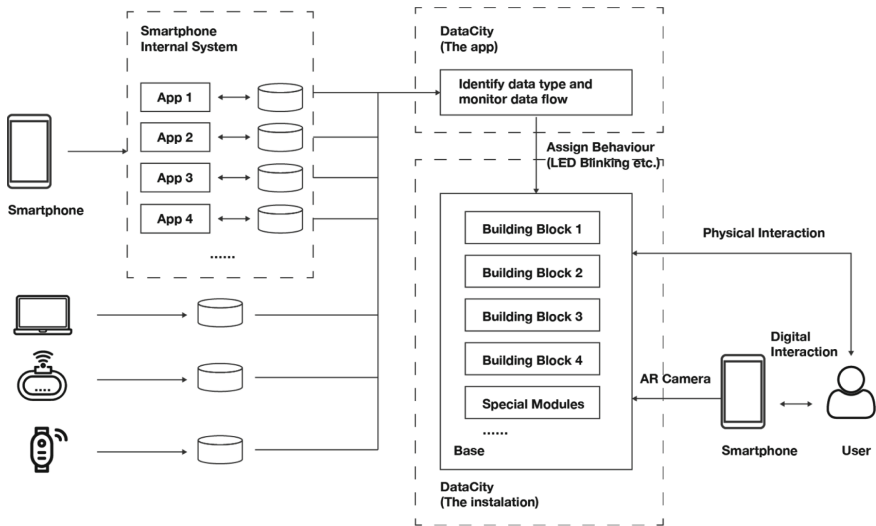 Smartphone
Internal System
App 1
App 2
App 3
App 4
......
Smartphone
DataCity
(The app)
Identify data type and
monitor data flow
Assign Behaviour
(LED Blinking etc.)
Building Block 1
Building Block 2
Building Block 3
Building Block 4
Special Modules
......
Base
DataCity
(The instalation)
Physical Interaction
Digital
Interaction
AR Camera
Smartphone
User